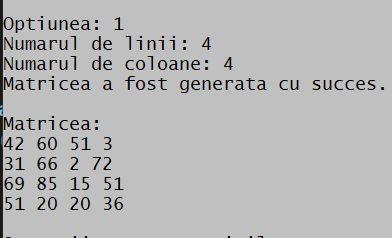 Optiunea: 1
Numarul de linii: 4
Numarul de coloane: 4
Matricea a fost generata cu succes.
Matricea:
42 60 51 3
31 66 2 72
69 85 15 51
51 20 20 36